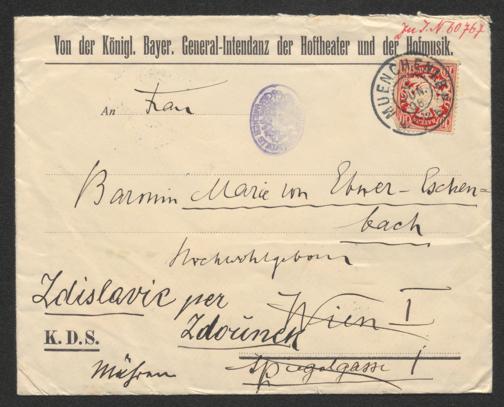 Zu I. N 60767
Von der Königl. Bayer. General-Intendanz der Hoftheater und der Hofmusik.
MUENCHEN
An Frau
Baronin Marie von Ebner-Eschen-
bach
Hochwohlgeboren
Zdislavic per
Wien I
Zdounek
K. D. S.
Spiegelgasse 1
Mähren